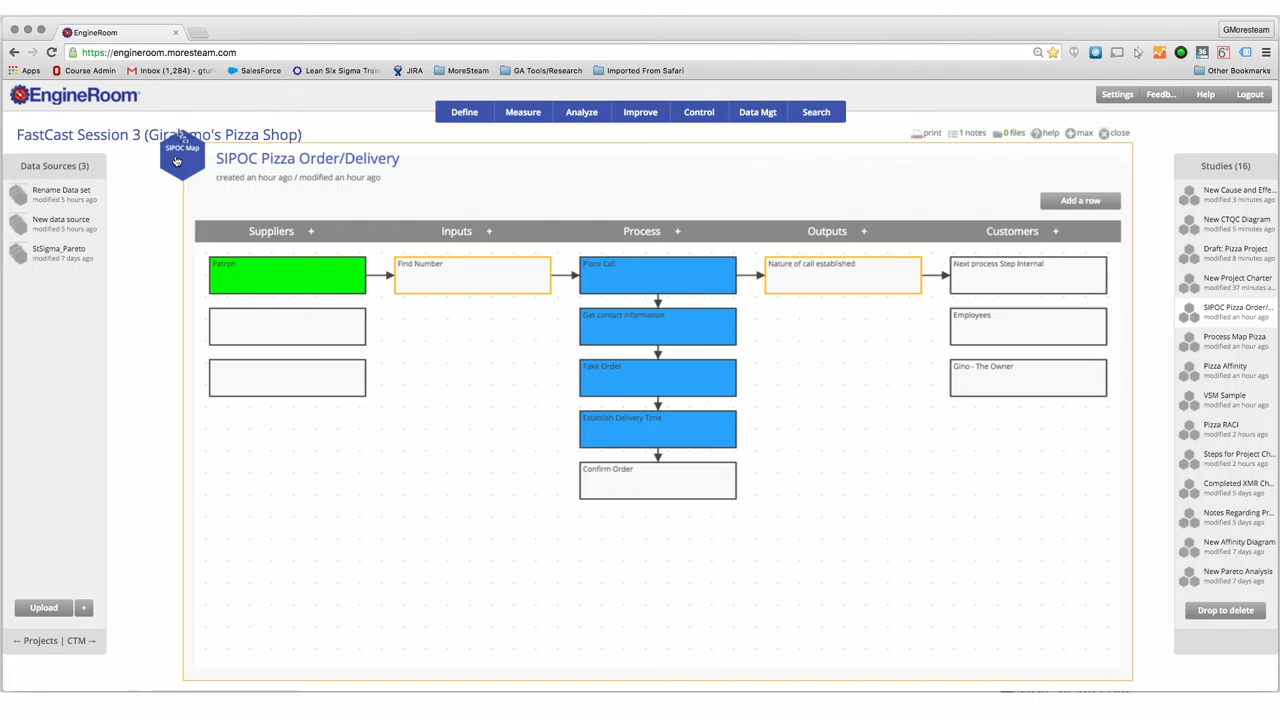 EngineRoom
GMoresteam
https://engineroom.moresteam.com
Apps Course Admin Inbox (1,284) - gtur SalesForce Lean Six Sigma Train JIRA MoreSteam GA Tools/Research Imported From Safari Other Bookmarks
EngineRoom
Settings Feedb... Help Logout
Define Measure Analyze Improve Control Data Mgt Search
FastCast Session 3 (Girabmo's Pizza Shop)
print 1 notes 0 files help max close
SIPOC Map
SIPOC Pizza Order/Delivery
created an hour ago / modified an hour ago
Data Sources (3)
Rename Data set
modified 5 hours ago
New data source
modified 5 hours ago
StSigma_Pareto
modified 7 days ago
Upload +
← Projects | CTM →
Add a row
Suppliers + Inputs + Process + Outputs + Customers +
Patron Find Number Place Call Nature of call established Next process Step Internal
Get contact information Employees
Take Order Gino - The Owner
Establish Delivery Time
Confirm Order
Studies (16)
New Cause and Effe...
modified 3 minutes ago
New CTQC Diagram
modified 5 minutes ago
Draft: Pizza Project
modified 8 minutes ago
New Project Charter
modified 37 minutes a...
SIPOC Pizza Order/...
modified an hour ago
Process Map Pizza
modified an hour ago
Pizza Affinity
modified an hour ago
VSM Sample
modified an hour ago
Pizza RACI
modified 2 hours ago
Steps for Project Ch...
modified 2 hours ago
Completed XMR Ch...
modified 5 days ago
Notes Regarding Pr...
modified 5 days ago
New Affinity Diagram
modified 7 days ago
New Pareto Analysis
modified 7 days ago
Drop to delete